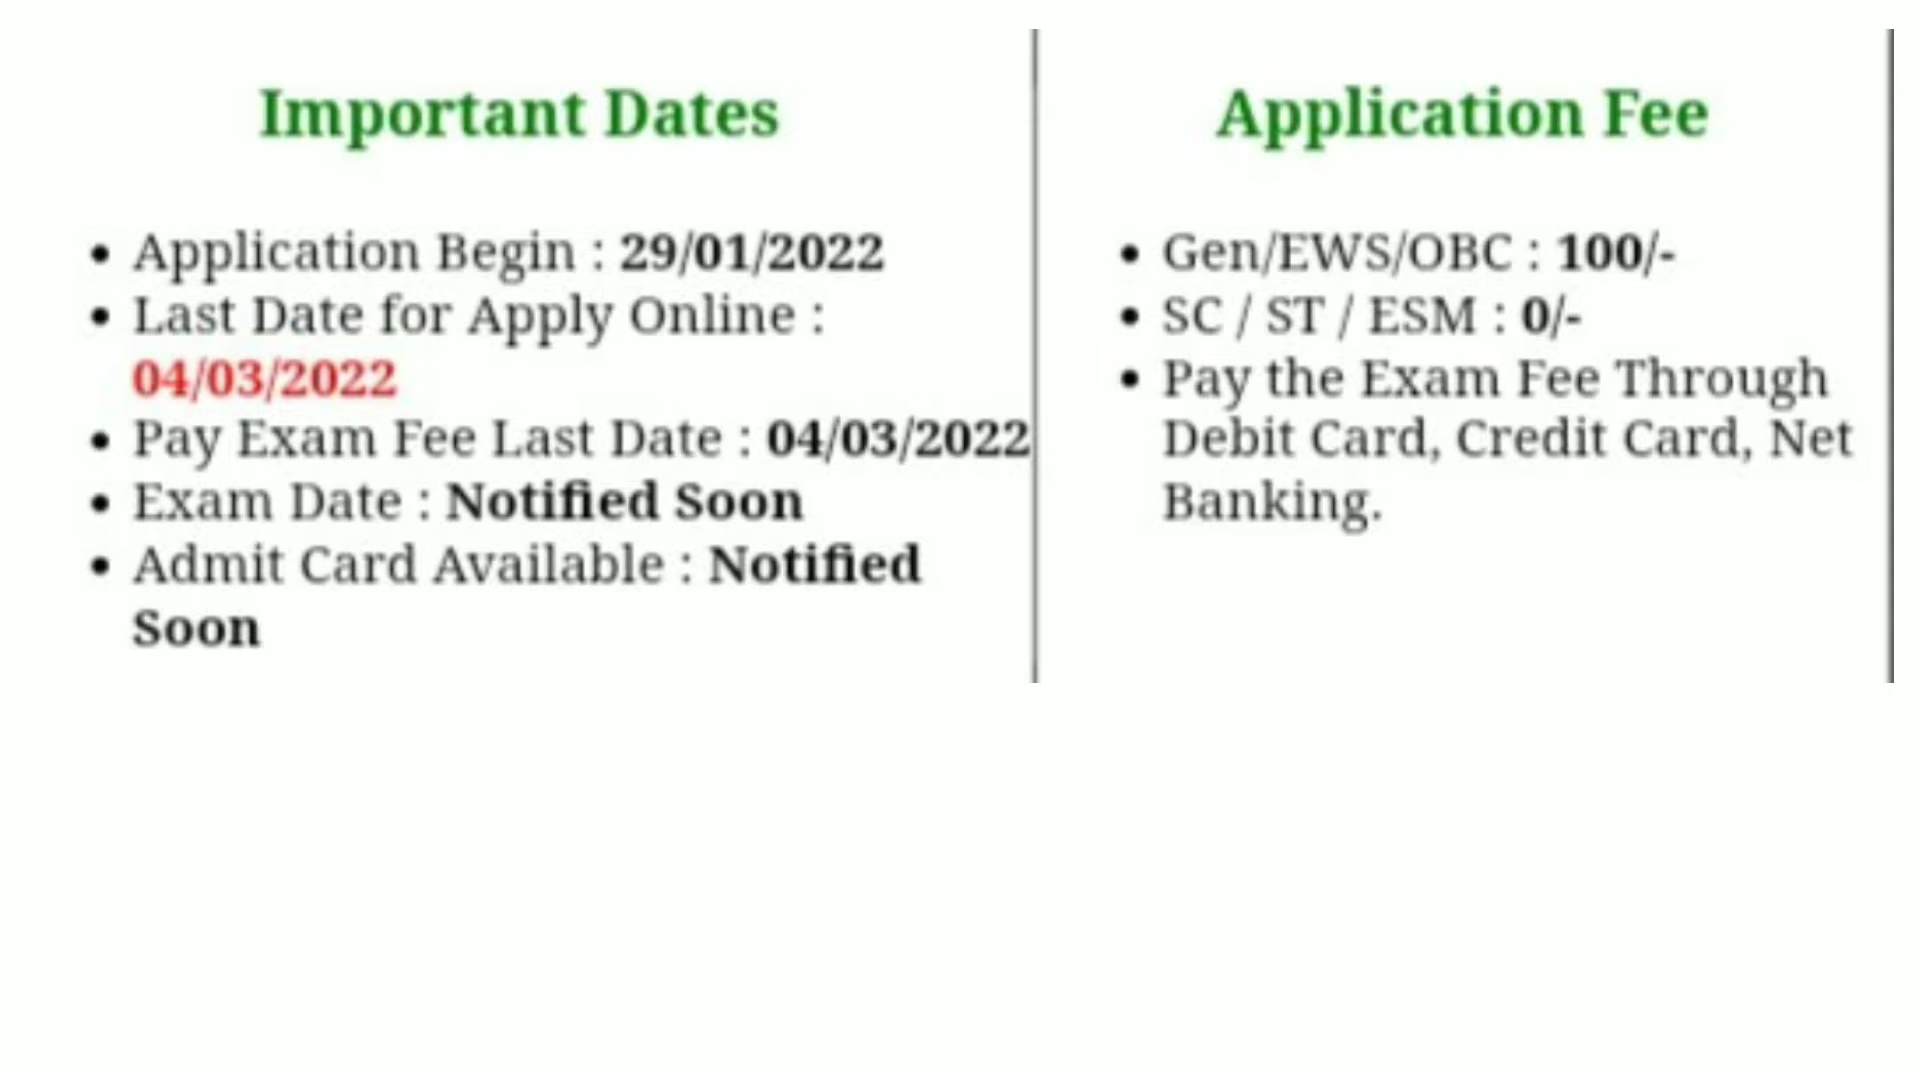 Important Dates
• Application Begin : 29/01/2022
• Last Date for Apply Online :
04/03/2022
• Pay Exam Fee Last Date : 04/03/2022
• Exam Date : Notified Soon
• Admit Card Available : Notified
Soon
Application Fee
• Gen/EWS/OBC : 100/-
• SC / ST / ESM : 0/-
• Pay the Exam Fee Through
Debit Card, Credit Card, Net
Banking.